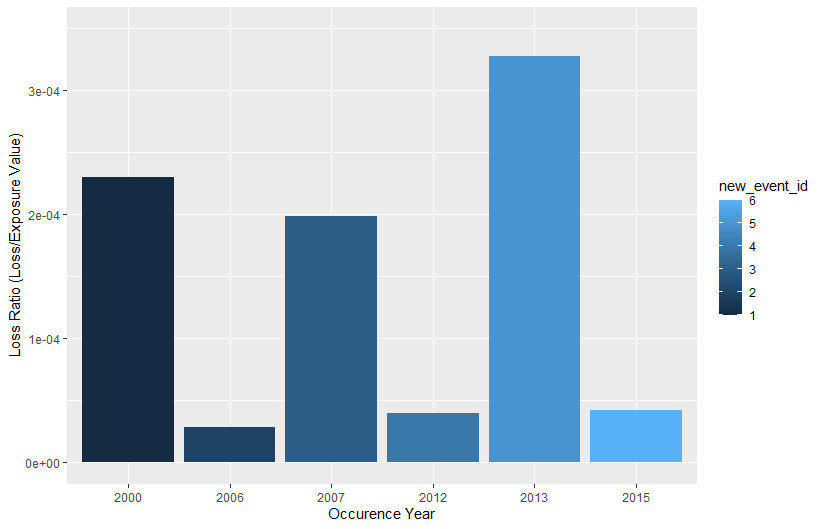 3e-04
2e-04
1e-04
0e+00
Loss Ratio (Loss/Exposure Value)
2000 2006 2007 2012 2013 2015
Occurence Year
new_event_id
6
5
4
3
2
1